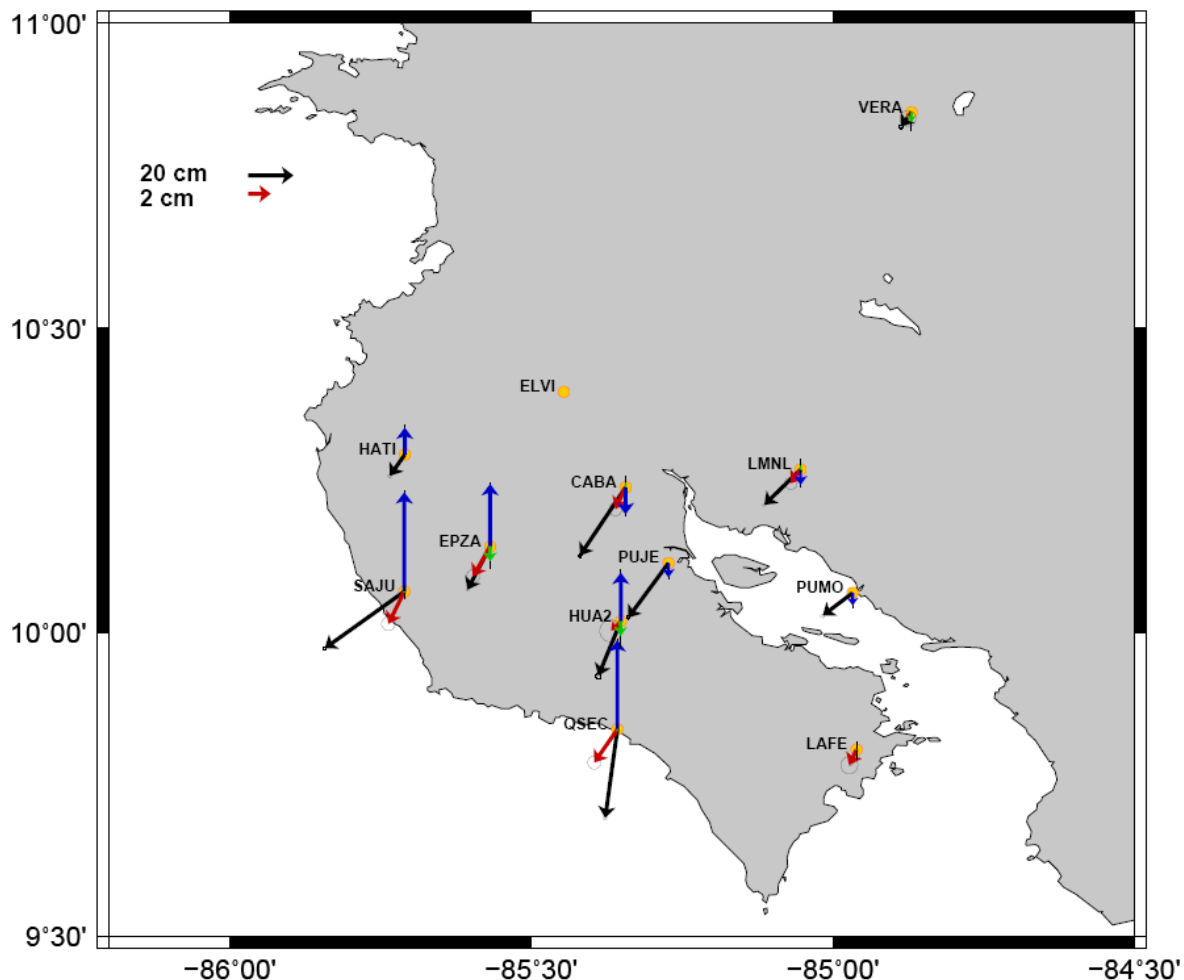 11°00'
VERA
20 cm
2 cm
10°30'
ELVI
HATI
LMNL
CABA
EPZA
PUJE
SAJU
PUMO
HUA2
10°00'
QSEC
LAFE
9°30'
−86°00'
−85°30'
−85°00'
−84°30'